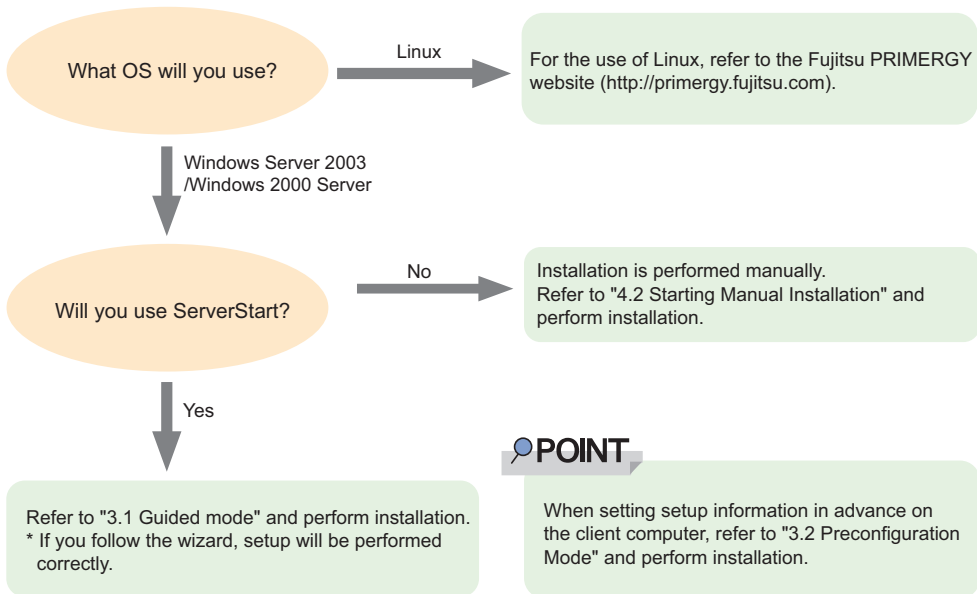 What OS will you use?
Linux
For the use of Linux, refer to the Fujitsu PRIMERGY
website (http://primergy.fujitsu.com).
Windows Server 2003
/Windows 2000 Server
Will you use ServerStart?
No
Installation is performed manually.
Refer to "4.2 Starting Manual Installation" and
perform installation.
Yes
Refer to "3.1 Guided mode" and perform installation.
* If you follow the wizard, setup will be performed
correctly.
POINT
When setting setup information in advance on
the client computer, refer to "3.2 Preconfiguration
Mode" and perform installation.